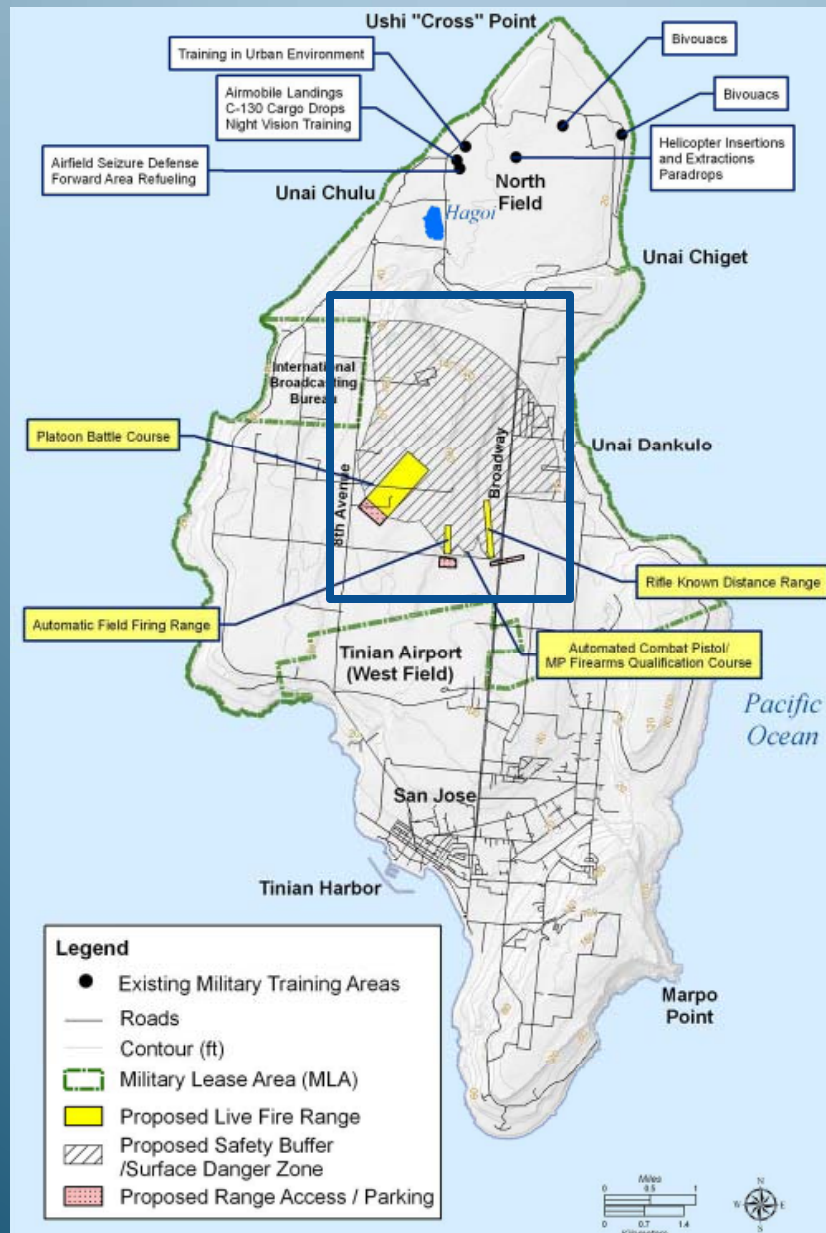 Ushi "Cross" Point
Training in Urban Environment
Bivouacs
Airmobile Landings
C-130 Cargo Drops
Night Vision Training
Bivouacs
Airfield Seizure Defense
Forward Area Refueling
Helicopter Insertions
and Extractions
Paradrops
Unai Chulu
North
Field
Hagoi
Unai Chiget
International
Broadcasting
Bureau
Platoon Battle Course
Unai Dankulo
Broadway
8th Avenue
Rifle Known Distance Range
Automatic Field Firing Range
Automated Combat Pistol/
MP Firearms Qualification Course
Tinian Airport
(West Field)
Pacific
Ocean
San Jose
Tinian Harbor
Marpo
Point
Legend
Existing Military Training Areas
Roads
Contour (ft)
Military Lease Area (MLA)
Proposed Live Fire Range
Proposed Safety Buffer
/Surface Danger Zone
Proposed Range Access / Parking
Miles
0 0.5 1
0 0.7 1.4
Kilometers
N
W E
S